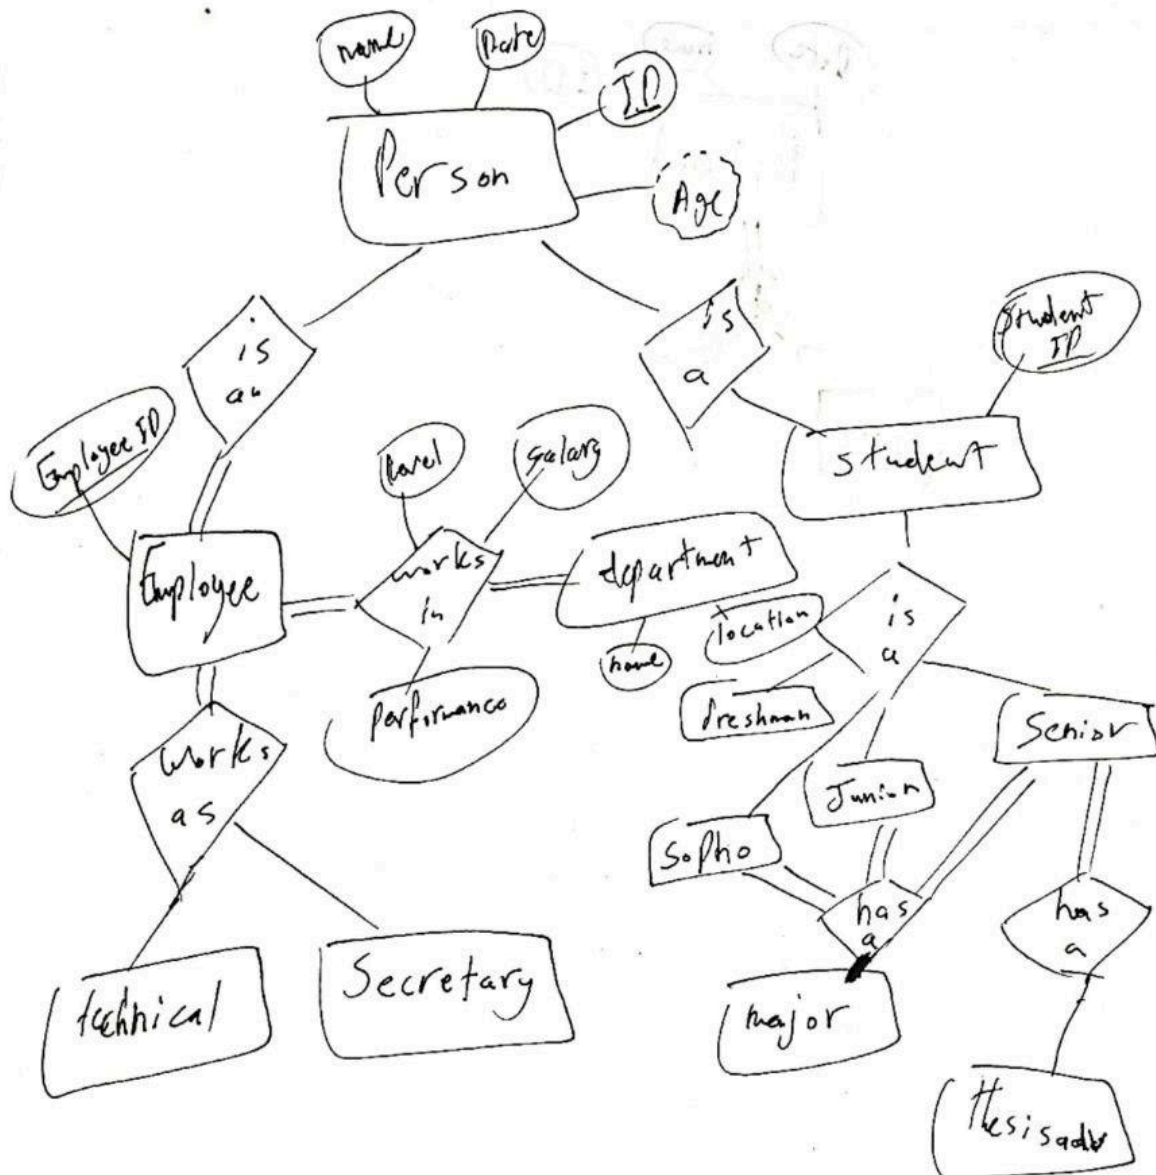 name
Date
ID
Person
Age
is
an
is
a
Student
ID
Employee ID
level
salary
student
Employee
works
in
department
location
is
a
name
performance
freshman
Senior
works
as
Junior
Sopho
has
a
has
a
technical
Secretary
major
thesisadv